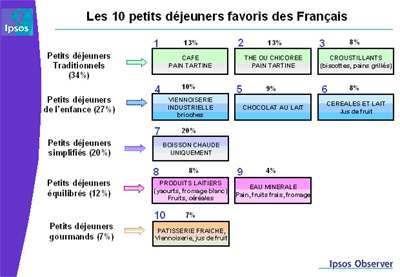 Ipsos
Les 10 petits déjeuners favoris des Français
Petits déjeuners
Traditionnels
(34%)
1
13%
CAFE
PAIN TARTINE
2
13%
THE OU CHICOREE
PAIN TARTINE
3
8%
CROUSTILLANTS
(biscottes, pains grillés)
Petits déjeuners
de l'enfance (27%)
4
10%
VIENNOISERIE
INDUSTRIELLE
brioches
5
9%
CHOCOLAT AU LAIT
6
8%
CEREALES ET LAIT
Jus de fruit
Petits déjeuners
simplifiés (20%)
7
20%
BOISSON CHAUDE
UNIQUEMENT
Petits déjeuners
équilibrés (12%)
8
8%
PRODUITS LAITIERS
(yaourts, fromage blanc)
Fruits, céréales
9
4%
EAU MINERALE
Pain, fruits frais, fromage
Petits déjeuners
gourmands (7%)
10
7%
PATISSERIE FRAICHE,
Viennoiserie, jus de fruit
Ipsos Observer